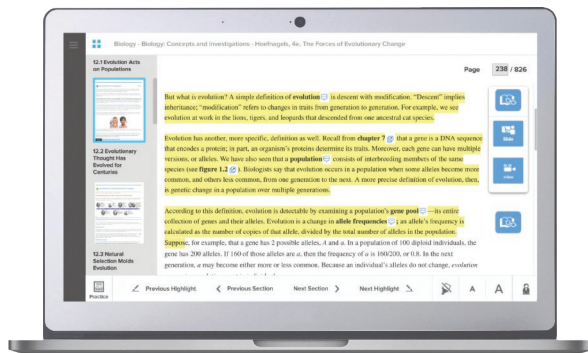 Biology - Biology: Concepts and Investigations - Hoefnagels, 4e, The Forces of Evolutionary Change
12.1 Evolution Acts
on Populations
12.2 Evolutionary
Thought Has
Evolved for
Centuries
12.3 Natural
Selection Molds
Evolution
Page 238 / 826
But what is evolution? A simple definition of evolution is descent with modification. “Descent” implies
inheritance; “modification” refers to changes in traits from generation to generation. For example, we see
evolution at work in the lions, tigers, and leopards that descended from one ancestral cat species.
Evolution has another, more specific, definition as well. Recall from chapter 7 that a gene is a DNA sequence
that encodes a protein; in part, an organism’s proteins determine its traits. Moreover, each gene can have multiple
versions, or alleles. We have also seen that a population consists of interbreeding members of the same
species (see figure 1.2). Biologists say that evolution occurs in a population when some alleles become more
common, and others less common, from one generation to the next. A more precise definition of evolution, then,
is genetic change in a population over multiple generations.
According to this definition, evolution is detectable by examining a population’s gene pool —its entire
collection of genes and their alleles. Evolution is a change in allele frequencies; an allele’s frequency is
calculated as the number of copies of that allele, divided by the total number of alleles in the population.
Suppose, for example, that a gene has 2 possible alleles, A and a. In a population of 100 diploid individuals, the
gene has 200 alleles. If 160 of those alleles are a, then the frequency of a is 160/200, or 0.8. In the next
generation, a may become either more or less common. Because an individual’s alleles do not change, evolution
Slide
Practice
Previous Highlight
Previous Section
Next Section
Next Highlight
A
A